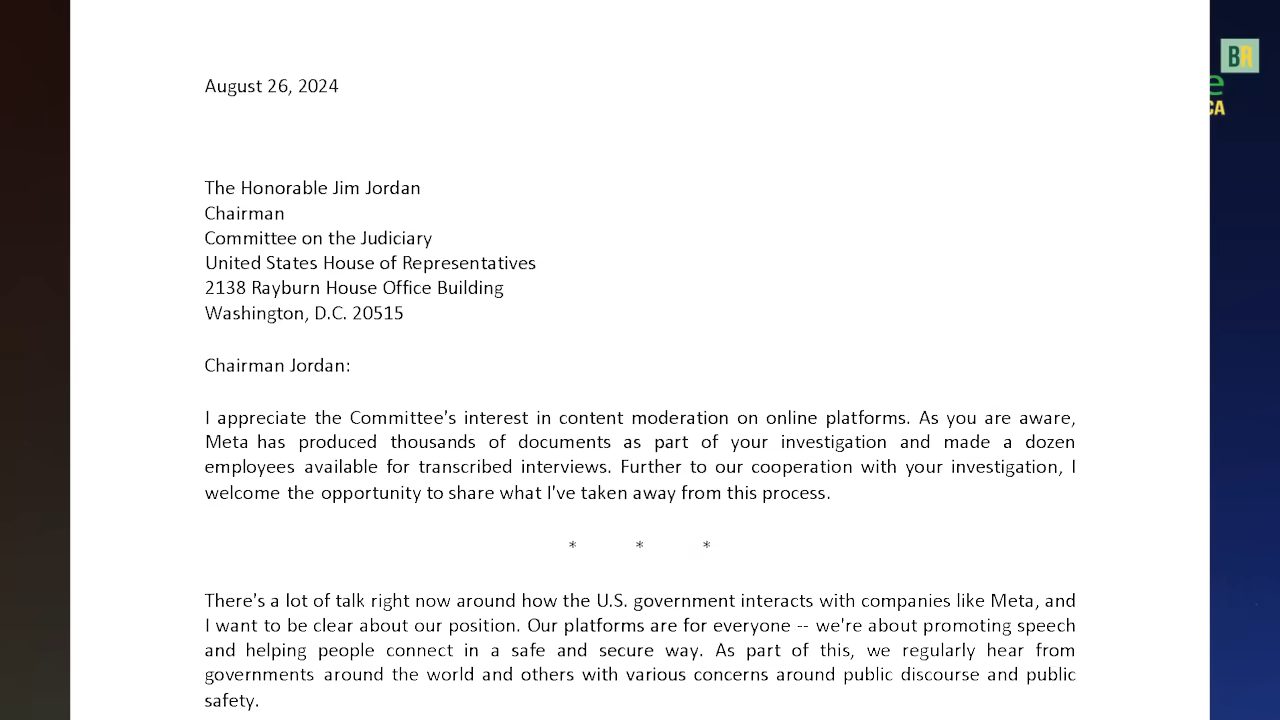 August 26, 2024
BA
e
CA
The Honorable Jim Jordan
Chairman
Committee on the Judiciary
United States House of Representatives
2138 Rayburn House Office Building
Washington, D.C. 20515
Chairman Jordan:
I appreciate the Committee's interest in content moderation on online platforms. As you are aware,
Meta has produced thousands of documents as part of your investigation and made a dozen
employees available for transcribed interviews. Further to our cooperation with your investigation, I
welcome the opportunity to share what I've taken away from this process.
* * *
There's a lot of talk right now around how the U.S. government interacts with companies like Meta, and
I want to be clear about our position. Our platforms are for everyone -- we're about promoting speech
and helping people connect in a safe and secure way. As part of this, we regularly hear from
governments around the world and others with various concerns around public discourse and public
safety.